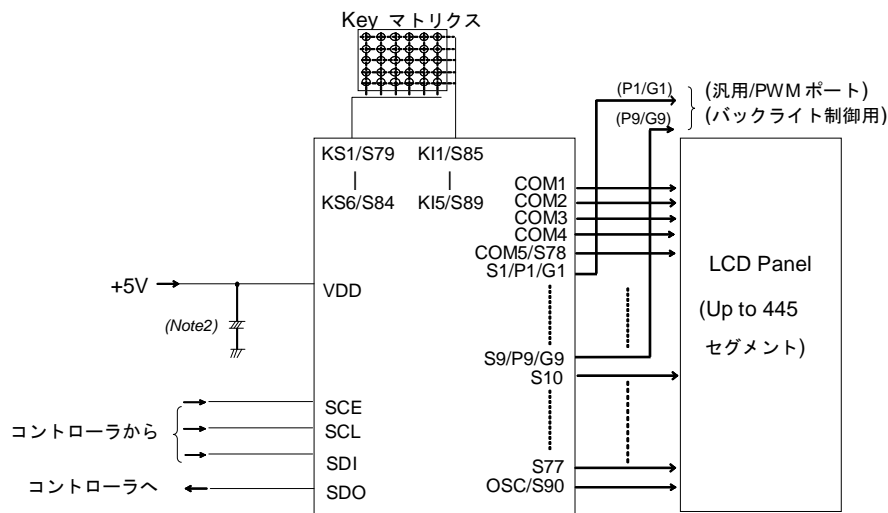 Key マトリクス
(P1/G1)
(汎用/PWM ポート)
(P9/G9)
(バックライト制御用)
KS1/S79
KI1/S85
KS6/S84
KI5/S89
COM1
COM2
COM3
COM4
COM5/S78
S1/P1/G1
LCD Panel
+5V
VDD
(Up to 445
(Note2)
セグメント)
S9/P9/G9
S10
SCE
コントローラから
SCL
SDI
S77
コントローラへ
SDO
OSC/S90